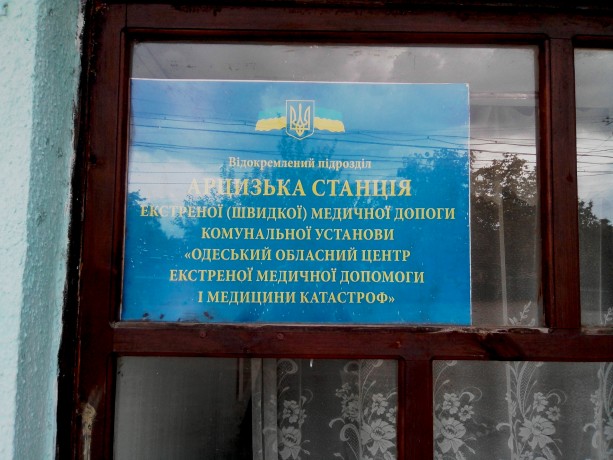 Відокремлений підрозділ
АРЦИЗЬКА СТАНЦІЯ
ЕКСТРЕНОЇ (ШВИДКОЇ) МЕДИЧНОЇ ДОПОГИ
КОМУНАЛЬНОЇ УСТАНОВИ
«ОДЕСЬКИЙ ОБЛАСНИЙ ЦЕНТР
ЕКСТРЕНОЇ МЕДИЧНОЇ ДОПОМОГИ
І МЕДИЦИНИ КАТАСТРОФ»